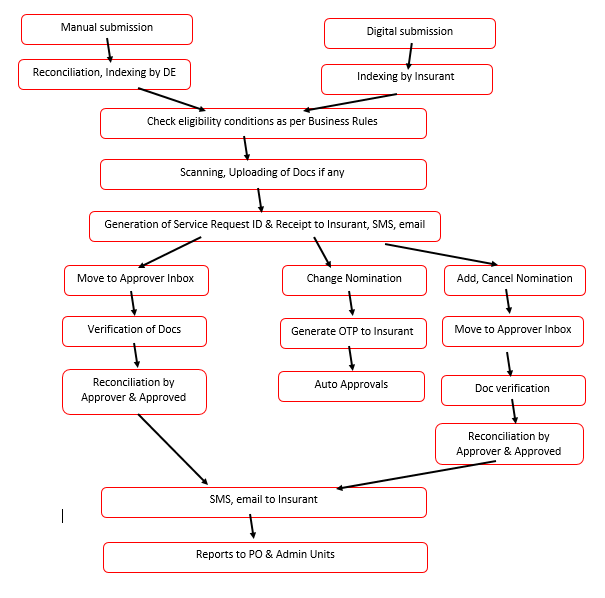 Manual submission
Digital submission
Reconciliation, Indexing by DE
Indexing by Insurant
Check eligibility conditions as per Business Rules
Scanning, Uploading of Docs if any
Generation of Service Request ID & Receipt to Insurant, SMS, email
Move to Approver Inbox
Change Nomination
Add, Cancel Nomination
Verification of Docs
Generate OTP to Insurant
Move to Approver Inbox
Reconciliation by
Approver & Approved
Auto Approvals
Doc verification
Reconciliation by
Approver & Approved
SMS, email to Insurant
Reports to PO & Admin Units